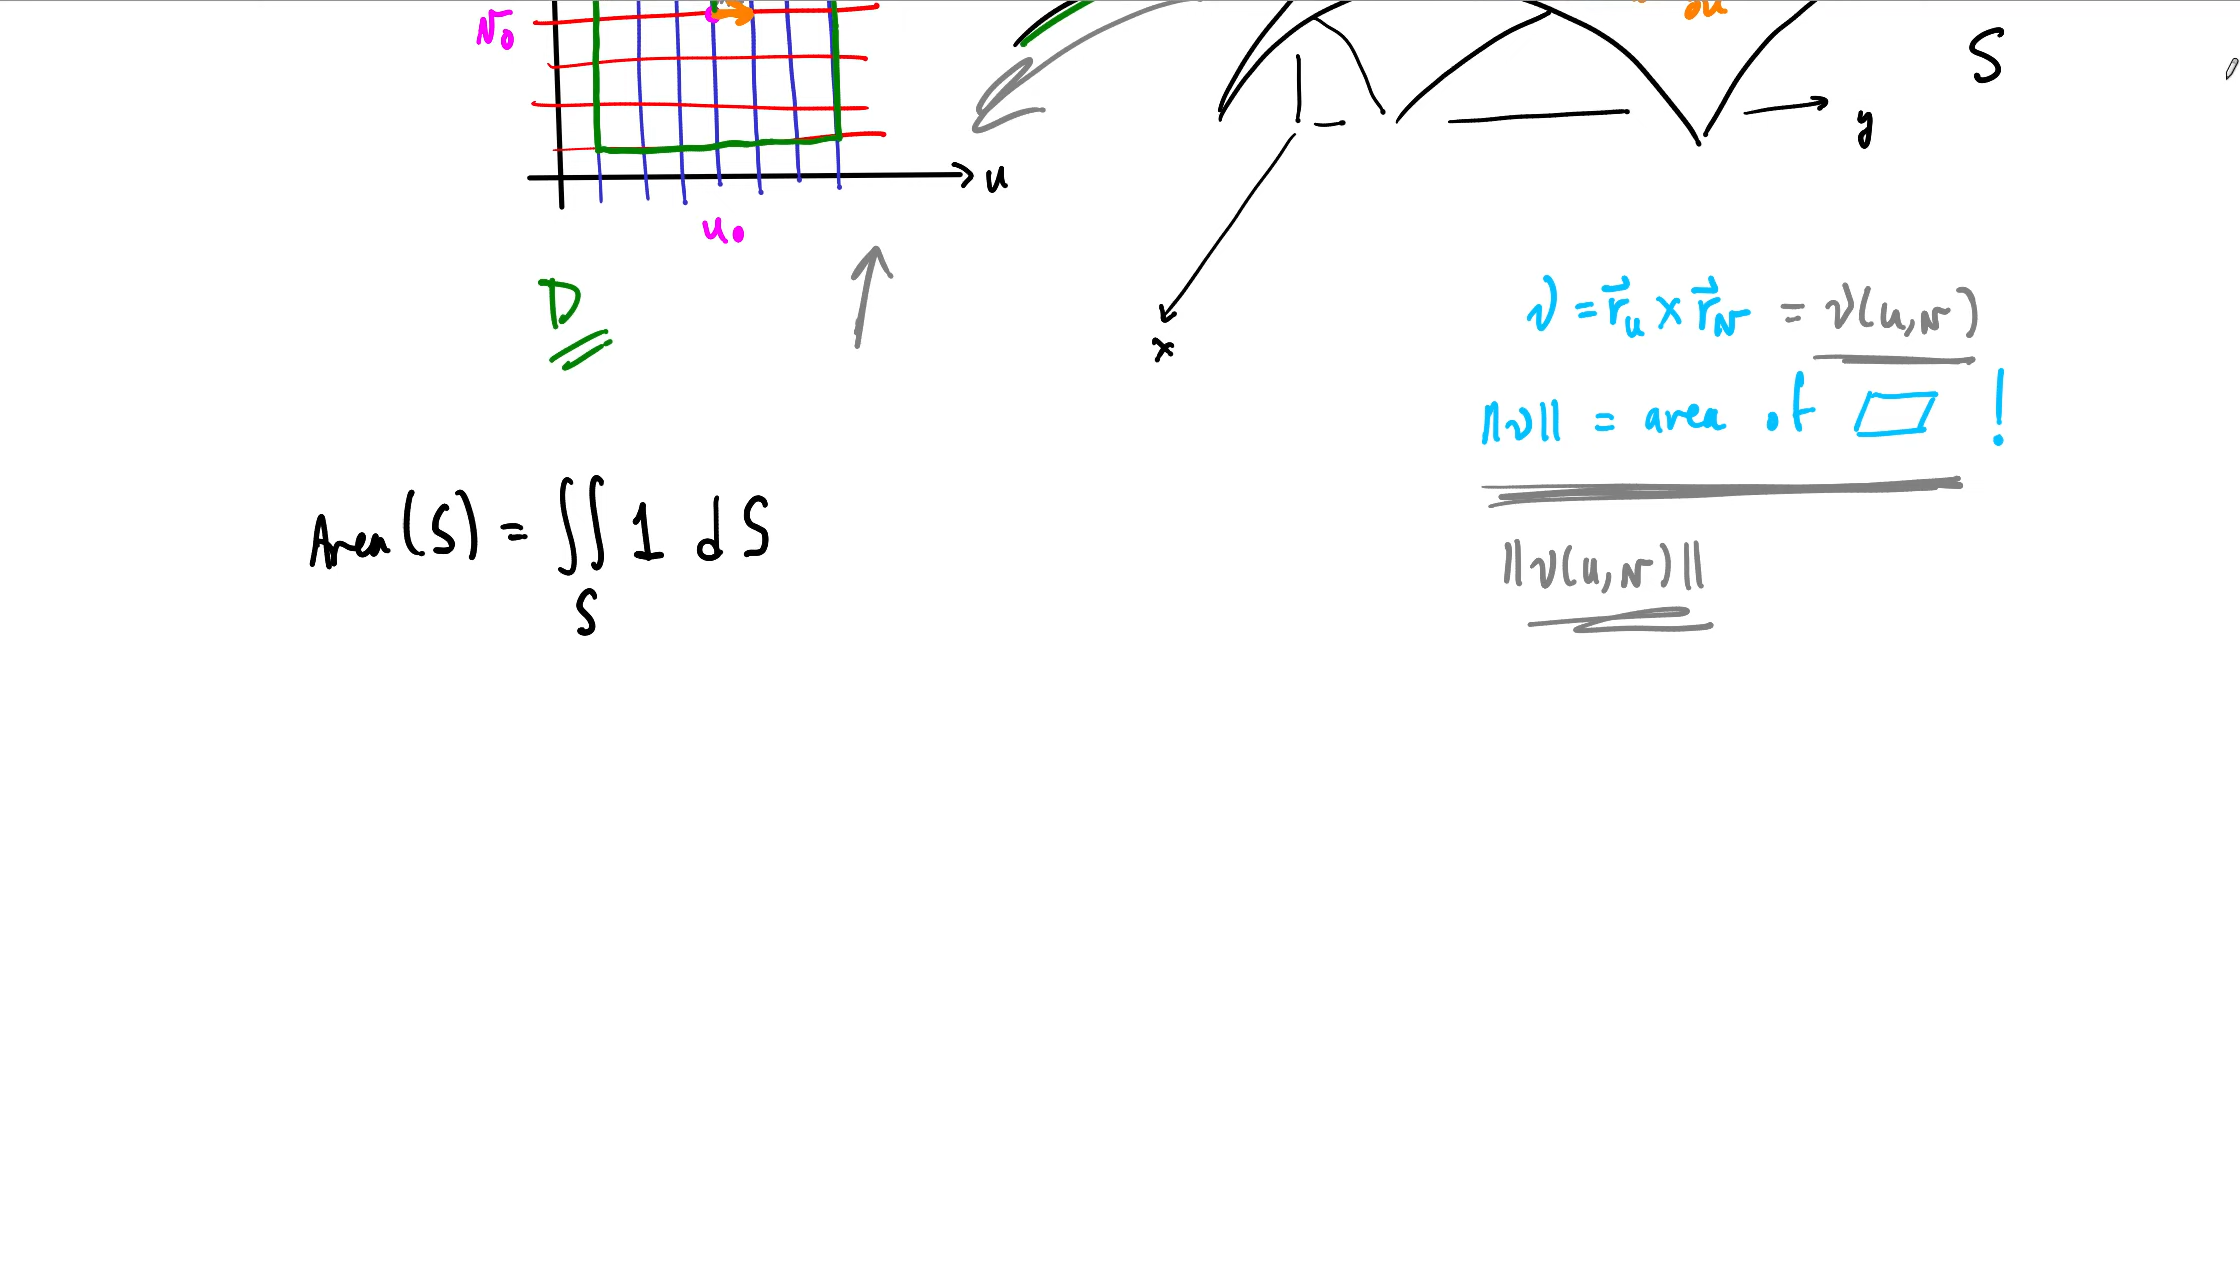 v₀
∂u
S
y
u
u₀
D
x
ν = r⃗ᵤ × r⃗ᵥ = ν(u,v)
‖ν‖ = area of ▱ !
Area(S) = ∬ 1 dS
S
‖ν(u,v)‖